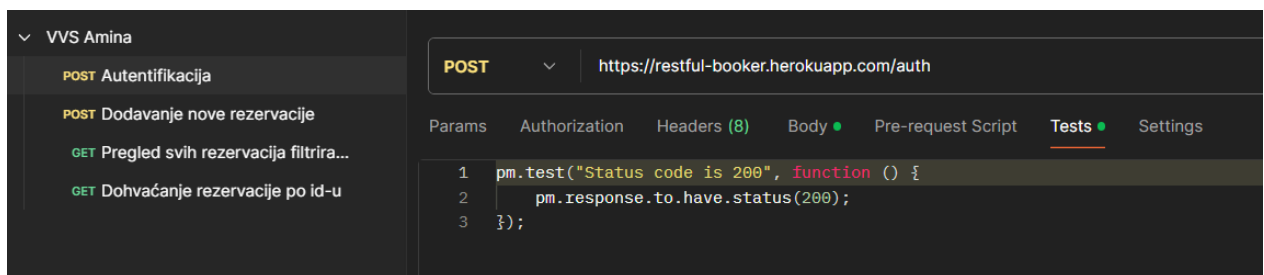 VVS Amina
POST Autentifikacija
POST Dodavanje nove rezervacije
GET Pregled svih rezervacija filtrira...
GET Dohvaćanje rezervacije po id-u
POST https://restful-booker.herokuapp.com/auth
Params Authorization Headers (8) Body Pre-request Script Tests Settings
1 pm.test("Status code is 200", function () {
2 pm.response.to.have.status(200);
3 });